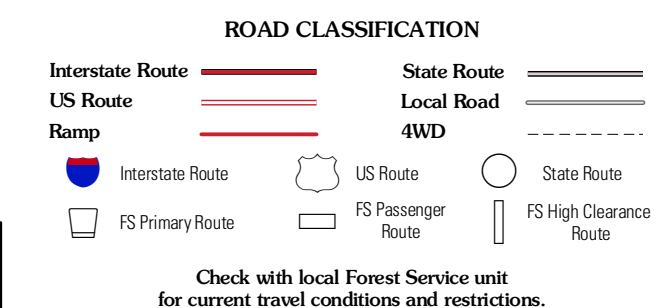 ROAD CLASSIFICATION
Interstate Route
State Route
US Route
Local Road
Ramp
4WD
Interstate Route
US Route
State Route
FS Primary Route
FS Passenger
Route
FS High Clearance
Route
Check with local Forest Service unit
for current travel conditions and restrictions.